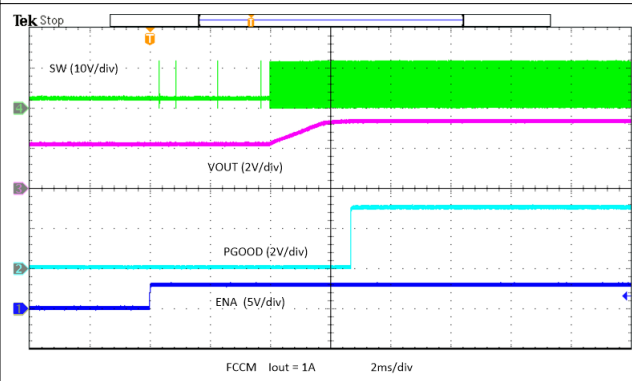 Tek Stop
T
T
SW (10V/div)
4
VOUT (2V/div)
3
PGOOD (2V/div)
2
ENA (5V/div)
1
FCCM Iout = 1A 2ms/div